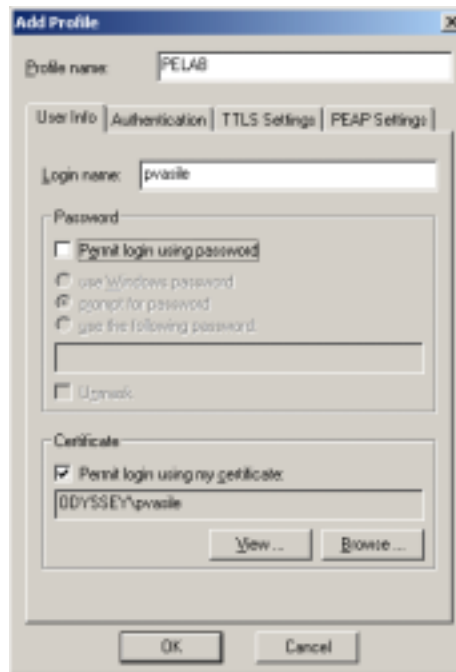 Add Profile
Profile name: PELAB
User Info Authentication TTLS Settings PEAP Settings
Login name: pvasile
Password
Permit login using password
use Windows password
prompt for password
use the following password:
Unmask
Certificate
Permit login using my certificate:
ODYSSEY\pvasile
View ... Browse ...
OK Cancel